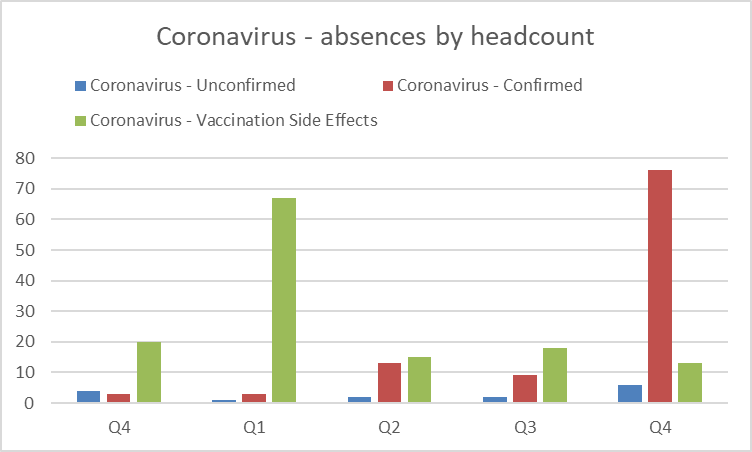 Coronavirus - absences by headcount
Coronavirus - Unconfirmed
Coronavirus - Confirmed
Coronavirus - Vaccination Side Effects
80
70
60
50
40
30
20
10
0
Q4 Q1 Q2 Q3 Q4